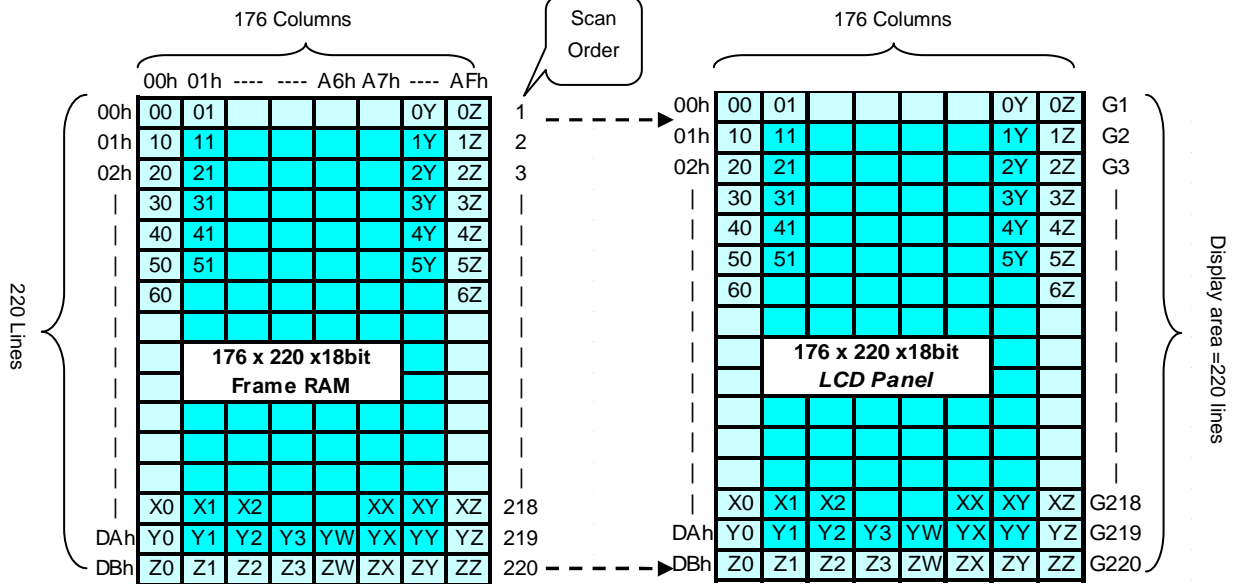 176 Columns Scan Order 176 Columns
00h 01h ---- ---- A6h A7h ---- AFh
00h 00 01 0Y 0Z 1 00h 00 01 0Y 0Z G1
01h 10 11 1Y 1Z 2 01h 10 11 1Y 1Z G2
02h 20 21 2Y 2Z 3 02h 20 21 2Y 2Z G3
30 31 3Y 3Z 30 31 3Y 3Z
40 41 4Y 4Z 40 41 4Y 4Z
50 51 5Y 5Z 50 51 5Y 5Z
60 6Z 60 6Z
220 Lines
176 x 220 x18bit 176 x 220 x18bit
Frame RAM LCD Panel
Display area =220 lines
X0 X1 X2 XX XY XZ 218 X0 X1 X2 XX XY XZ G218
DAh Y0 Y1 Y2 Y3 YW YX YY YZ 219 DAh Y0 Y1 Y2 Y3 YW YX YY YZ G219
DBh Z0 Z1 Z2 Z3 ZW ZX ZY ZZ 220 DBh Z0 Z1 Z2 Z3 ZW ZX ZY ZZ G220